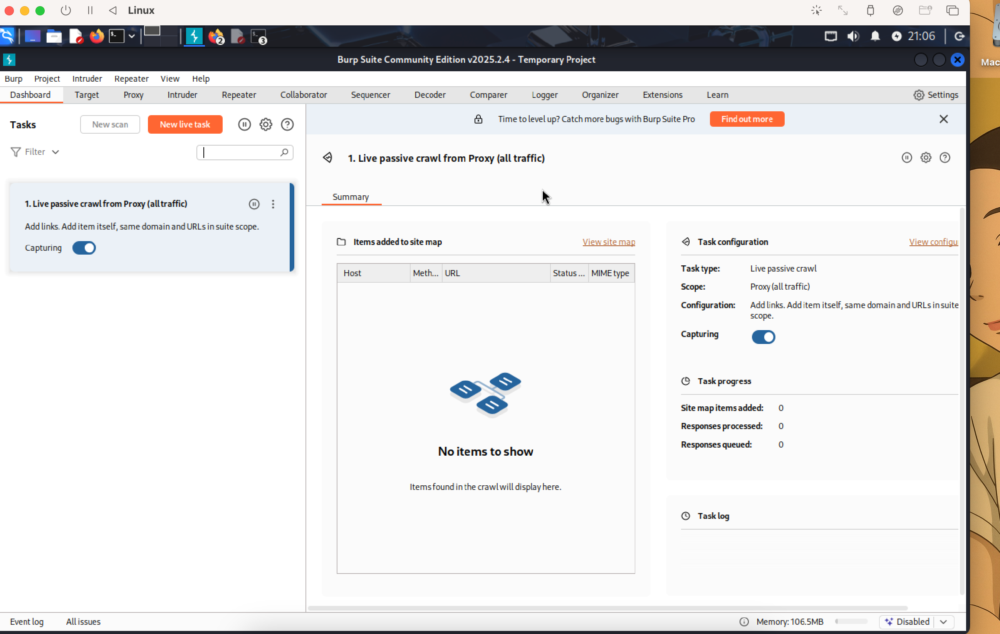 Linux
2
3
21:06
Mac
Burp Suite Community Edition v2025.2.4 - Temporary Project
Burp Project Intruder Repeater View Help
Dashboard Target Proxy Intruder Repeater Collaborator Sequencer Decoder Comparer Logger Organizer Extensions Learn Settings
Tasks New scan New live task
Filter
1. Live passive crawl from Proxy (all traffic)
Add links. Add item itself, same domain and URLs in suite scope.
Capturing
Time to level up? Catch more bugs with Burp Suite Pro Find out more
1. Live passive crawl from Proxy (all traffic)
Summary
Items added to site map View site map
Host Meth... URL Status ... MIME type
No items to show
Items found in the crawl will display here.
Task configuration View configu
Task type: Live passive crawl
Scope: Proxy (all traffic)
Configuration: Add links. Add item itself, same domain and URLs in suite
scope.
Capturing
Task progress
Site map items added: 0
Responses processed: 0
Responses queued: 0
Task log
Event log All issues Memory: 106.5MB Disabled